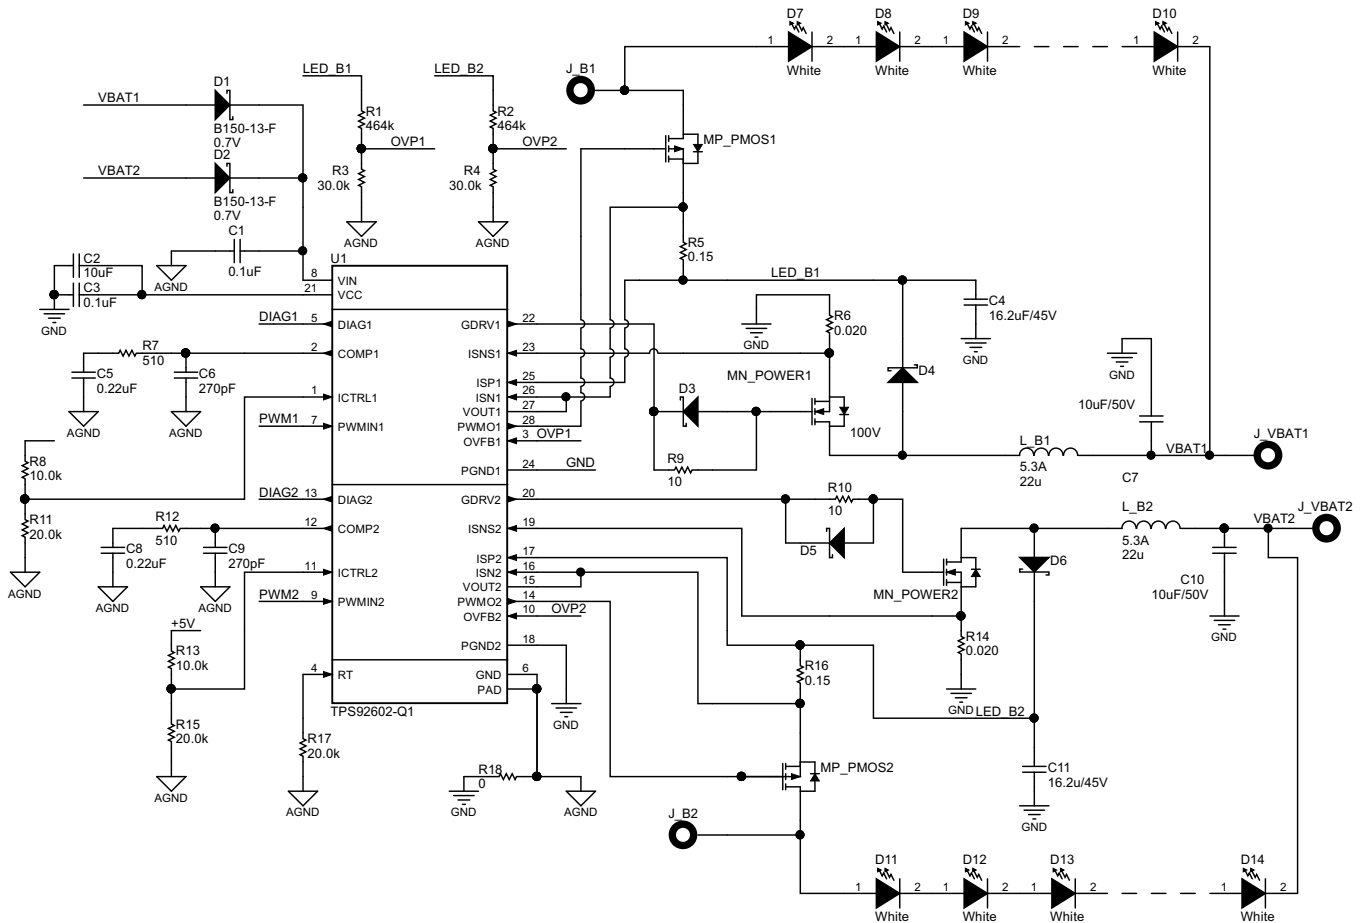 D7
D8
D9
D10
1
2
1
2
1
2
1
2
White
White
White
White
LED_B1
LED_B2
J_B1
D1
VBAT1
B150-13-F
0.7V
R1
464k
R2
464k
OVP1
OVP2
MP_PMOS1
D2
VBAT2
B150-13-F
0.7V
R3
30.0k
R4
30.0k
AGND
AGND
C1
0.1uF
AGND
C2
10uF
C3
0.1uF
GND
R5
0.15
LED_B1
U1
8
VIN
21
VCC
DIAG1
5
DIAG1
2
COMP1
1
ICTRL1
PWM1
7
PWMIN1
GDRV1
22
ISNS1
23
ISP1
25
ISN1
26
VOUT1
27
PWMO1
28
OVFB1
3
OVP1
PGND1
24
GND
R7
510
C5
0.22uF
C6
270pF
AGND
AGND
R8
10.0k
R11
20.0k
AGND
R6
0.020
GND
C4
16.2uF/45V
GND
D3
MN_POWER1
100V
D4
R9
10
GND
10uF/50V
C7
L_B1
5.3A
22u
VBAT1
J_VBAT1
DIAG2
13
DIAG2
12
COMP2
11
ICTRL2
PWM2
9
PWMIN2
GDRV2
20
ISNS2
19
ISP2
17
ISN2
16
VOUT2
15
PWMO2
14
OVFB2
10
OVP2
PGND2
18
R12
510
C8
0.22uF
C9
270pF
AGND
AGND
R10
10
D5
MN_POWER2
D6
L_B2
5.3A
22u
VBAT2
J_VBAT2
C10
10uF/50V
GND
+5V
R13
10.0k
R15
20.0k
AGND
4
RT
GND
6
PAD
TPS92602-Q1
GND
R17
20.0k
AGND
R18
0
GND
AGND
R14
0.020
GND
R16
0.15
LED_B2
MP_PMOS2
C11
16.2u/45V
GND
J_B2
D11
D12
D13
D14
1
2
1
2
1
2
1
2
White
White
White
White